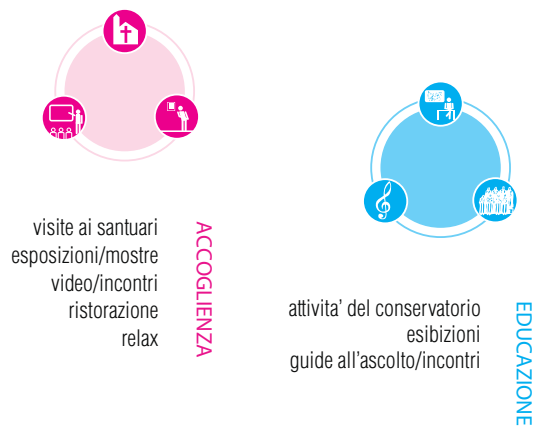 visite ai santuari
esposizioni/mostre
video/incontri
ristorazione
relax
ACCOGLIENZA
attivita' del conservatorio
esibizioni
guide all'ascolto/incontri
EDUCAZIONE